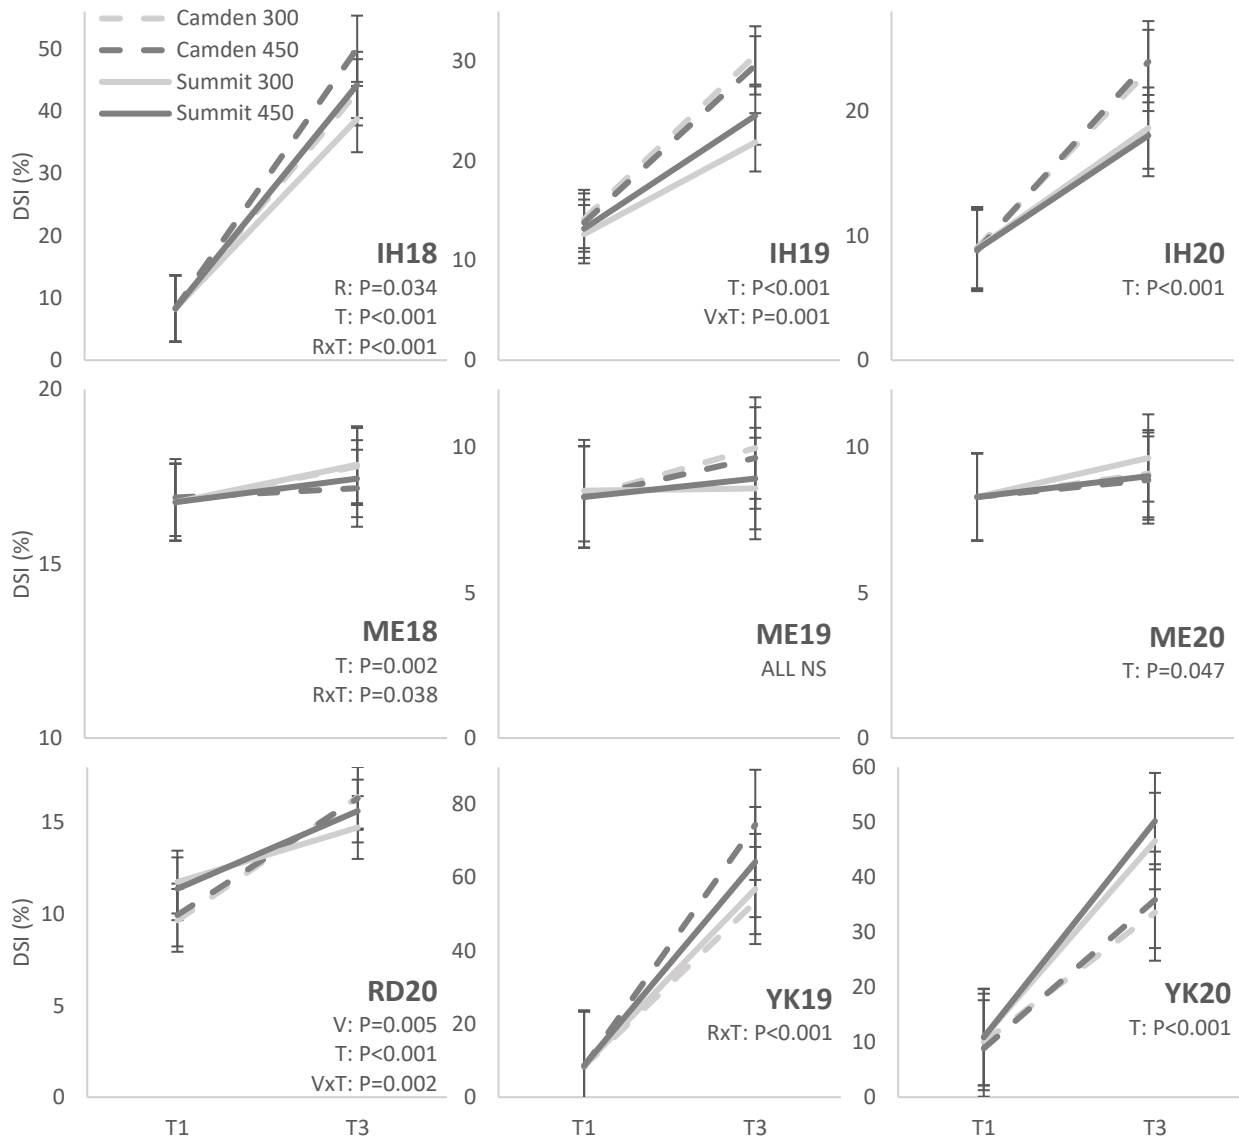 Camden 300
Camden 450
Summit 300
Summit 450
DSI (%)
50
40
30
20
10
0
IH18
R: P=0.034
T: P<0.001
RxT: P<0.001
30
20
10
0
IH19
T: P<0.001
VxT: P=0.001
20
10
0
IH20
T: P<0.001
DSI (%)
20
15
10
ME18
T: P=0.002
RxT: P=0.038
10
5
0
ME19
ALL NS
10
5
0
ME20
T: P=0.047
DSI (%)
15
10
5
0
RD20
V: P=0.005
T: P<0.001
VxT: P=0.002
T1
T3
80
60
40
20
0
YK19
RxT: P<0.001
T1
T3
60
50
40
30
20
10
0
YK20
T: P<0.001
T1
T3